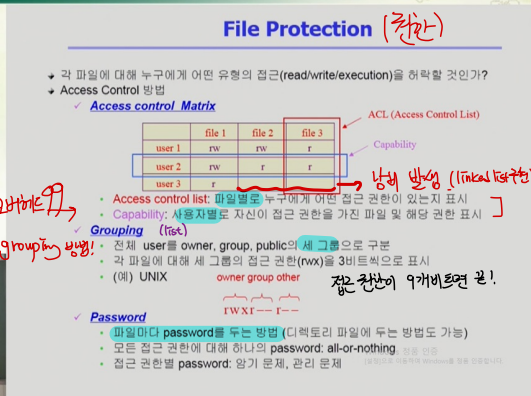 File Protection (권한)
각 파일에 대해 누구에게 어떤 유형의 접근(read/write/execution)을 허락할 것인가?
Access Control 방법
Access control Matrix
ACL (Access Control List)
file 1 file 2 file 3
user 1 rw rw r
Capability
user 2 rw r r
user 3 r
낭비 발생 (linked list구현
Access control list: 파일별로 누구에게 어떤 접근 권한이 있는지 표시
Capability: 사용자별로 자신이 접근 권한을 가진 파일 및 해당 권한 표시
Grouping (list)
grouping 방법!
전체 user를 owner, group, public의 세 그룹으로 구분
각 파일에 대해 세 그룹의 접근 권한(rwx)을 3비트씩으로 표시
접근 권한이 9개비트면 끝!
(예) UNIX owner group other
rwxr--r--
Password
파일마다 password를 두는 방법 (디렉토리 파일에 두는 방법도 가능)
모든 접근 권한에 대해 하나의 password: all-or-nothing
접근 권한별 password: 암기 문제, 관리 문제